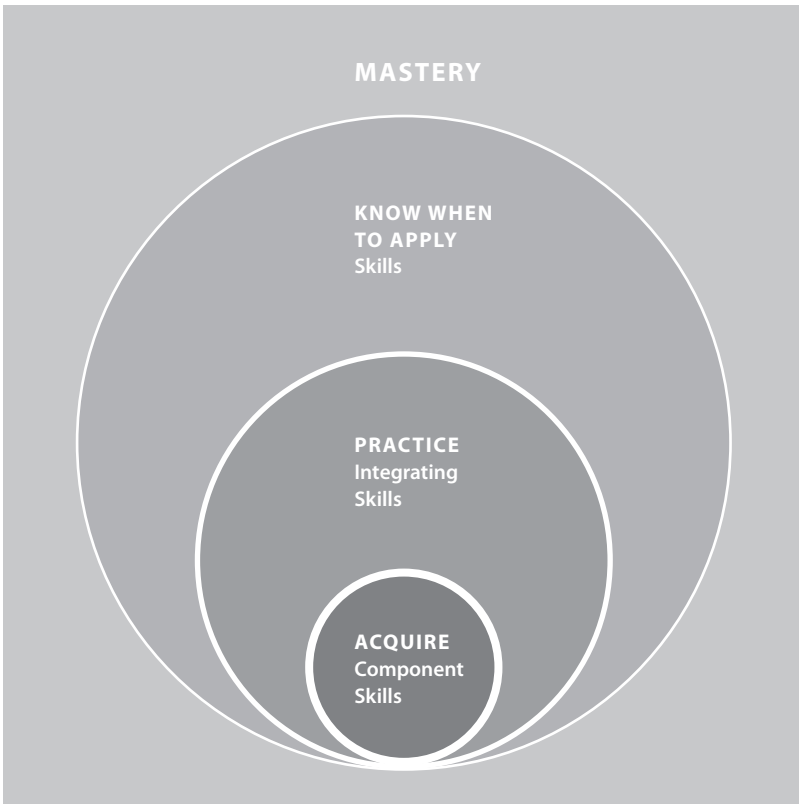 MASTERY
KNOW WHEN
TO APPLY
Skills
PRACTICE
Integrating
Skills
ACQUIRE
Component
Skills